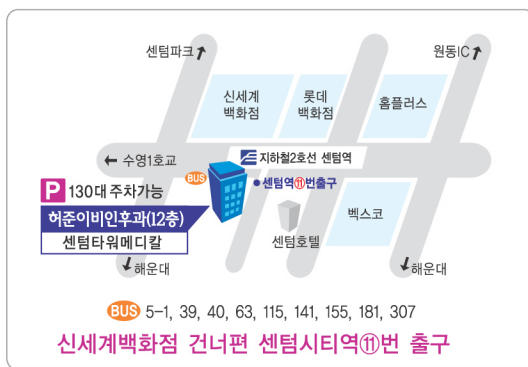 센텀파크
원동IC
신세계
백화점
롯데
백화점
홈플러스
수영1호교
지하철2호선 센텀역
BUS
센텀역⑪번출구
P 130대 주차가능
허준이비인후과(12층)
센텀타워메디칼
벡스코
센텀호텔
해운대
해운대
BUS 5-1, 39, 40, 63, 115, 141, 155, 181, 307
신세계백화점 건너편 센텀시티역⑪번 출구